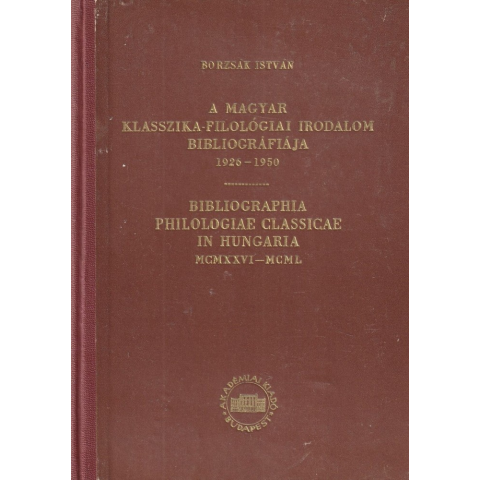 BORZSÁK ISTVÁN
A MAGYAR
KLASSZIKA-FILOLÓGIAI IRODALOM
BIBLIOGRÁFIÁJA
1926-1950
BIBLIOGRAPHIA
PHILOLOGIAE CLASSICAE
IN HUNGARIA
MCMXXVI—MCML
AKADÉMIAI KIADÓ
BUDAPEST